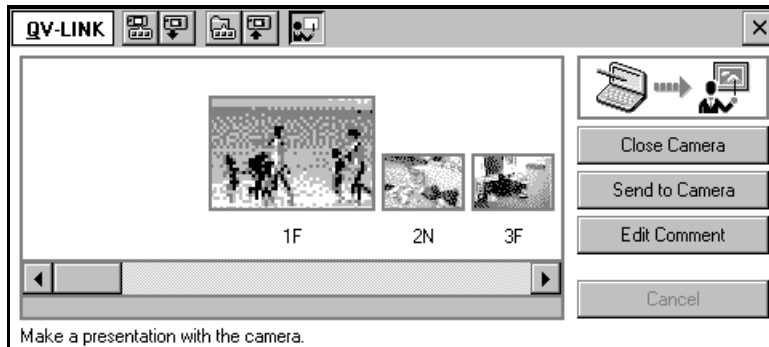 QV-LINK
Close Camera
Send to Camera
1F 2N 3F
Edit Comment
Cancel
Make a presentation with the camera.